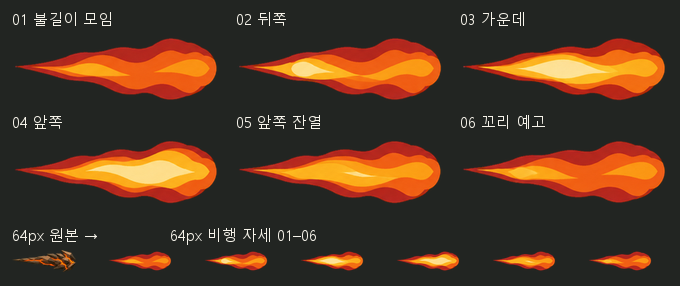 01 불길이 모임
02 뒤쪽
03 가운데
04 앞쪽
05 앞쪽 잔열
06 꼬리 예고
64px 원본 →
64px 비행 자세 01–06